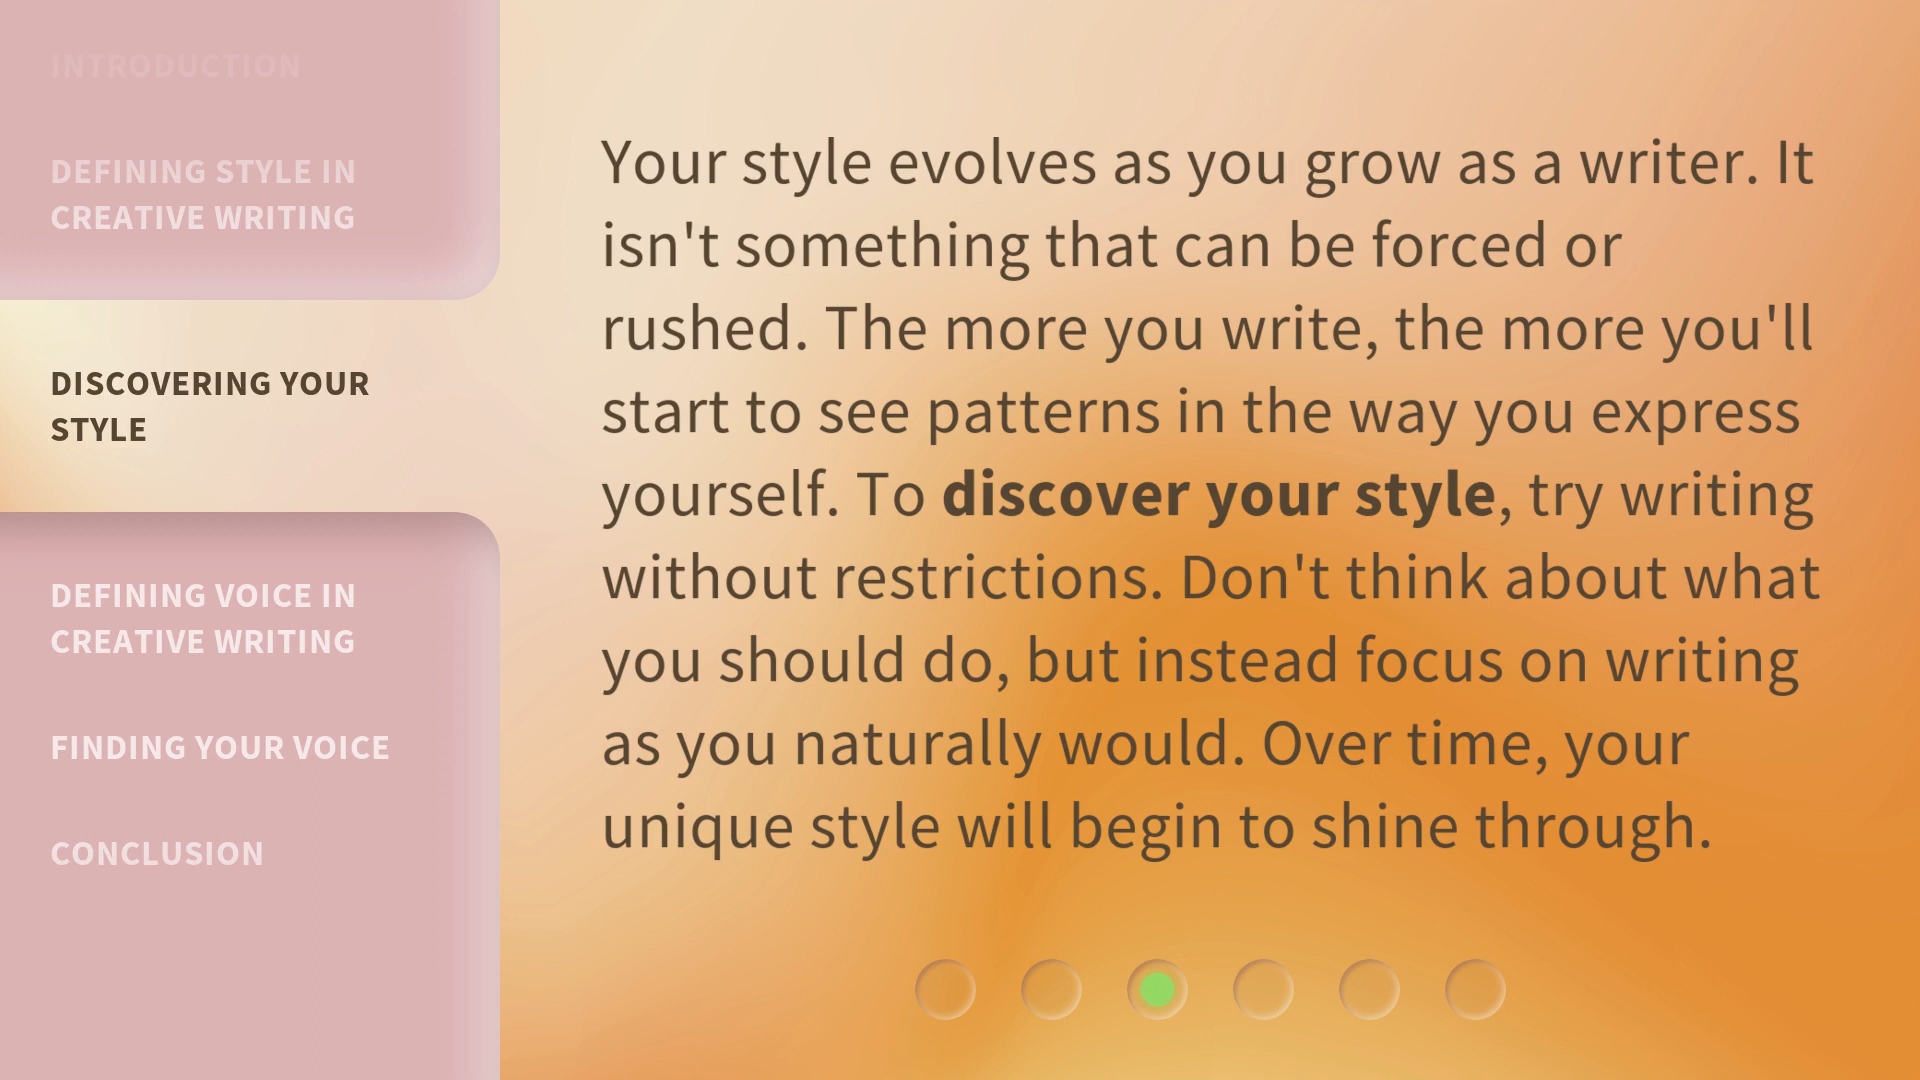 INTRODUCTION
DEFINING STYLE IN
CREATIVE WRITING
DISCOVERING YOUR
STYLE
DEFINING VOICE IN
CREATIVE WRITING
FINDING YOUR VOICE
CONCLUSION
Your style evolves as you grow as a writer. It
isn't something that can be forced or
rushed. The more you write, the more you'll
start to see patterns in the way you express
yourself. To discover your style, try writing
without restrictions. Don't think about what
you should do, but instead focus on writing
as you naturally would. Over time, your
unique style will begin to shine through.